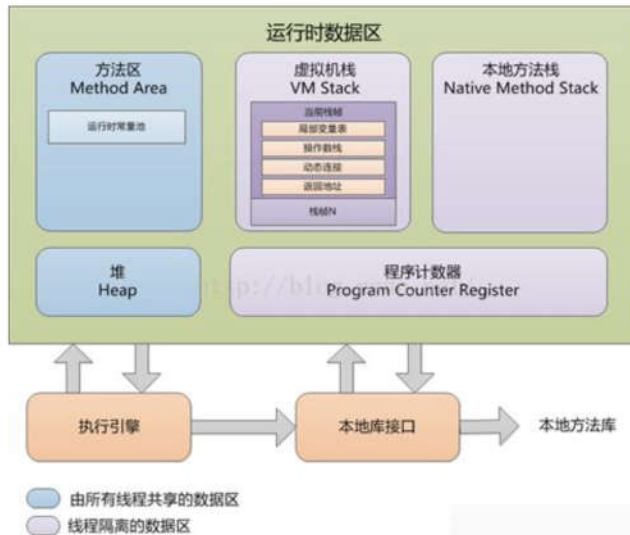 运行时数据区
方法区
Method Area
运行时常量池
虚拟机栈
VM Stack
当前栈帧
局部变量表
操作数栈
动态连接
返回地址
栈帧N
本地方法栈
Native Method Stack
堆
Heap
程序计数器
Program Counter Register
执行引擎
本地库接口
本地方法库
由所有线程共享的数据区
线程隔离的数据区